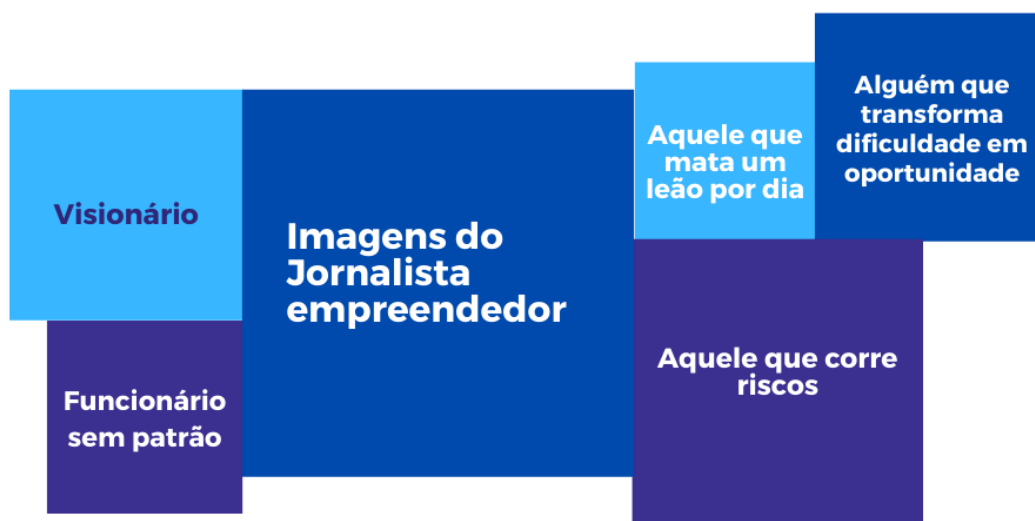 Visionário
Funcionário
sem patrão
Imagens do
Jornalista
empreendedor
Aquele que
mata um
leão por dia
Alguém que
transforma
dificuldade em
oportunidade
Aquele que corre
riscos